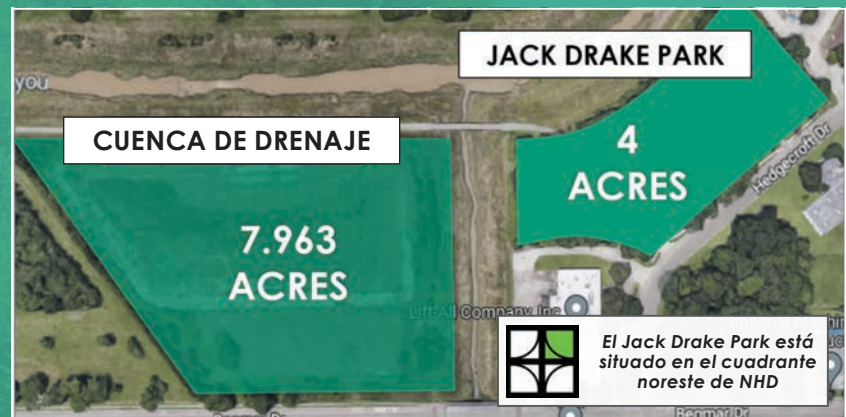 JACK DRAKE PARK
you
CUENCA DE DRENAJE
4
ACRES
Hedgecroft Dr
7.963
ACRES
Lift-All Company, Inc
El Jack Drake Park está
situado en el cuadrante
noreste de NHD
Begmar Dr